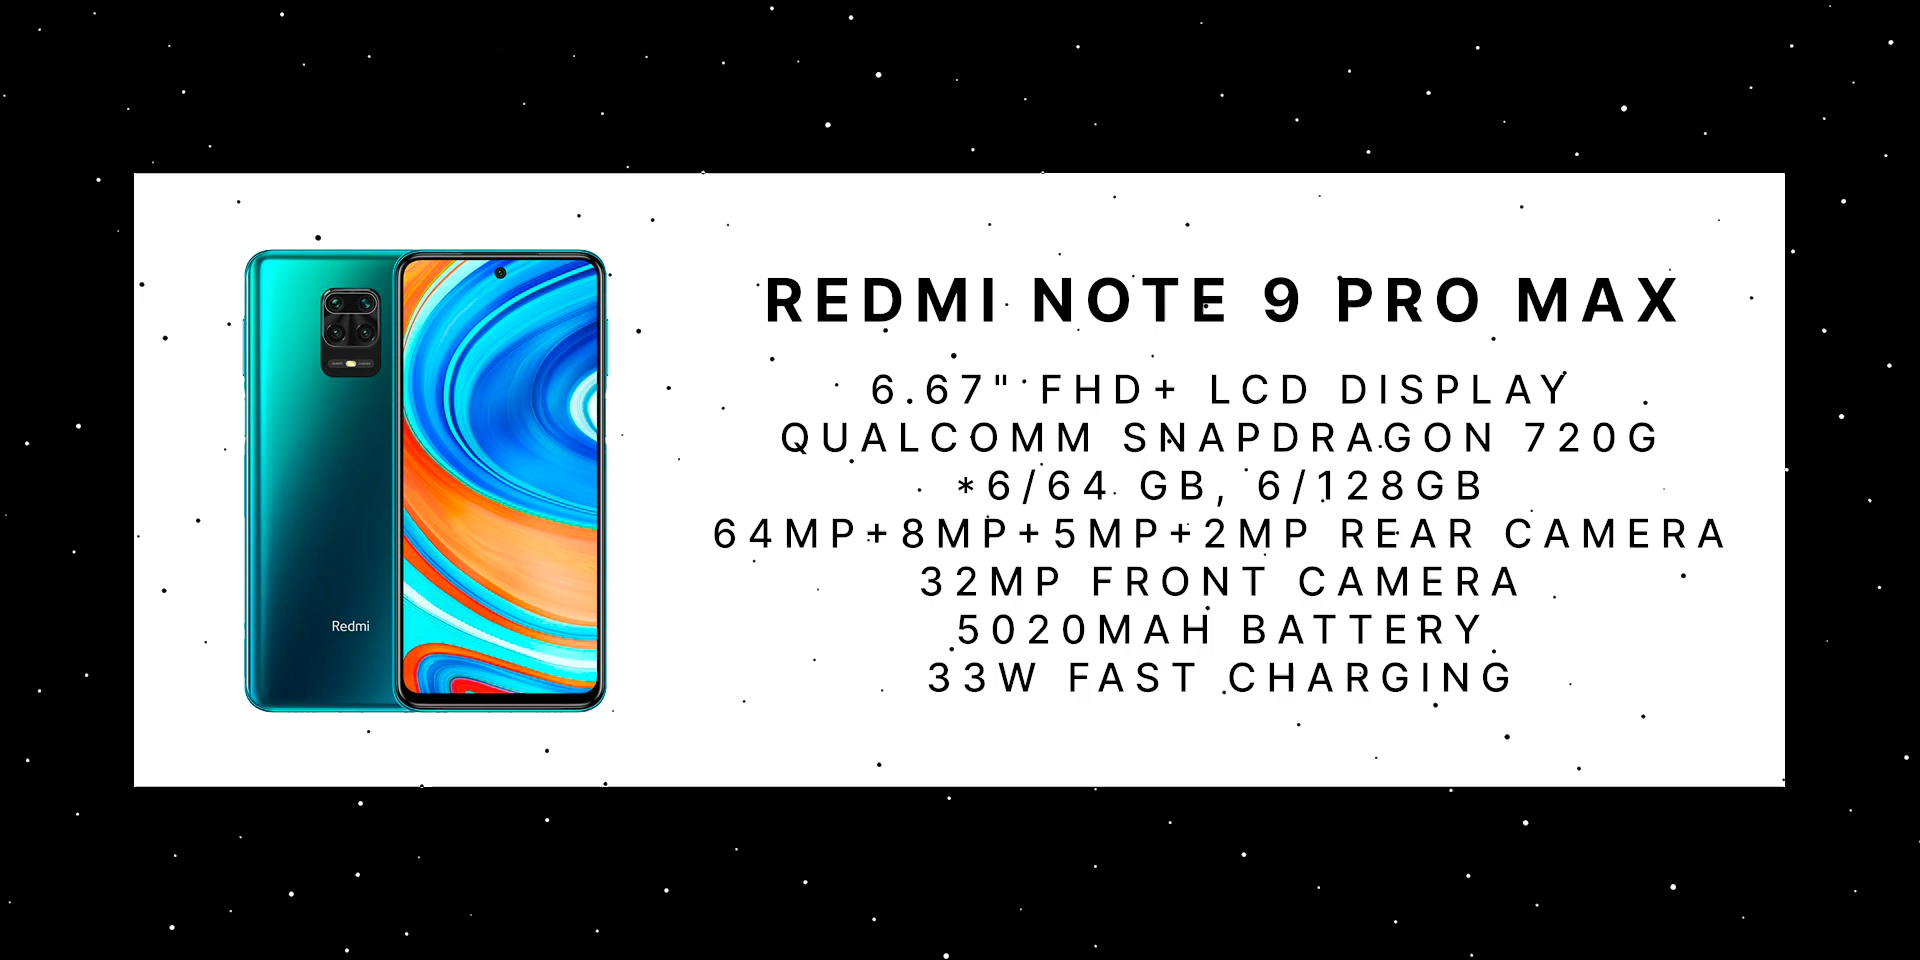 Redmi
REDMI NOTE 9 PRO MAX
6.67" FHD+ LCD DISPLAY
QUALCOMM SNAPDRAGON 720G
*6/64 GB, 6/128GB
64MP+8MP+5MP+2MP REAR CAMERA
32MP FRONT CAMERA
5020MAH BATTERY
33W FAST CHARGING